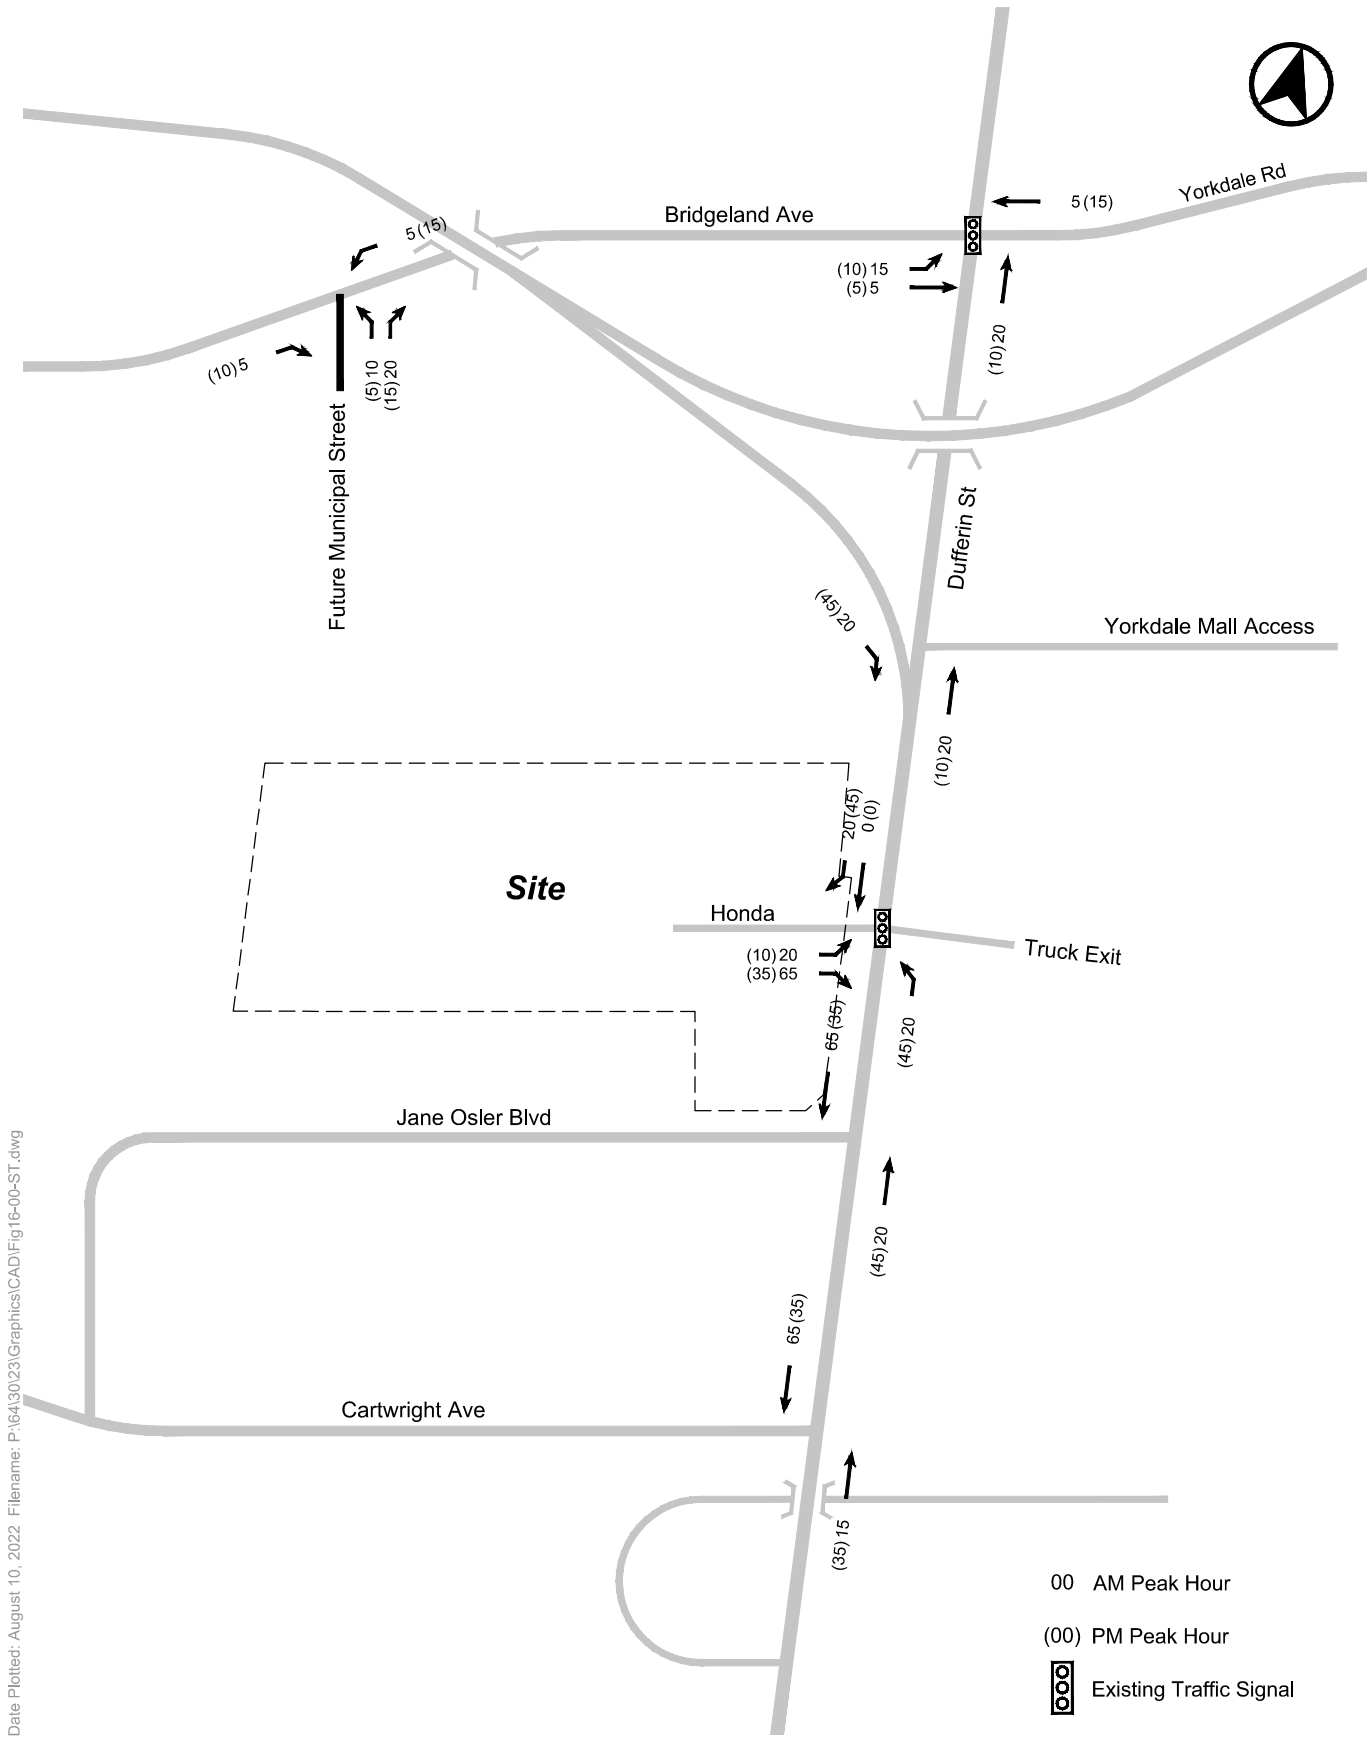 Yorkdale Rd
5 (15)
Bridgeland Ave
5 (15)
(10) 15
(5) 5
(10) 20
(10) 5
(5) 10
(15) 20
Future Municipal Street
Dufferin St
(45) 20
Yorkdale Mall Access
(10) 20
20 (45)
0 (0)
Site
Honda
Truck Exit
(10) 20
(35) 65
65 (35)
(45) 20
Jane Osler Blvd
(45) 20
65 (35)
Cartwright Ave
(35) 15
00 AM Peak Hour
(00) PM Peak Hour
Existing Traffic Signal
Date Plotted: August 10, 2022 Filename: P:\64\30\23\Graphics\CAD\Fig16-00-ST.dwg